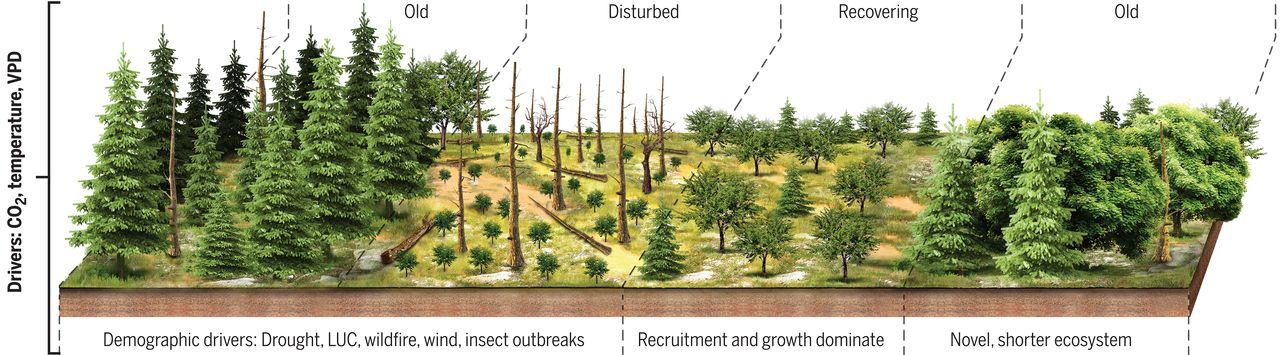 Old
Disturbed
Recovering
Old
Drivers: CO2, temperature, VPD
Demographic drivers: Drought, LUC, wildfire, wind, insect outbreaks
Recruitment and growth dominate
Novel, shorter ecosystem